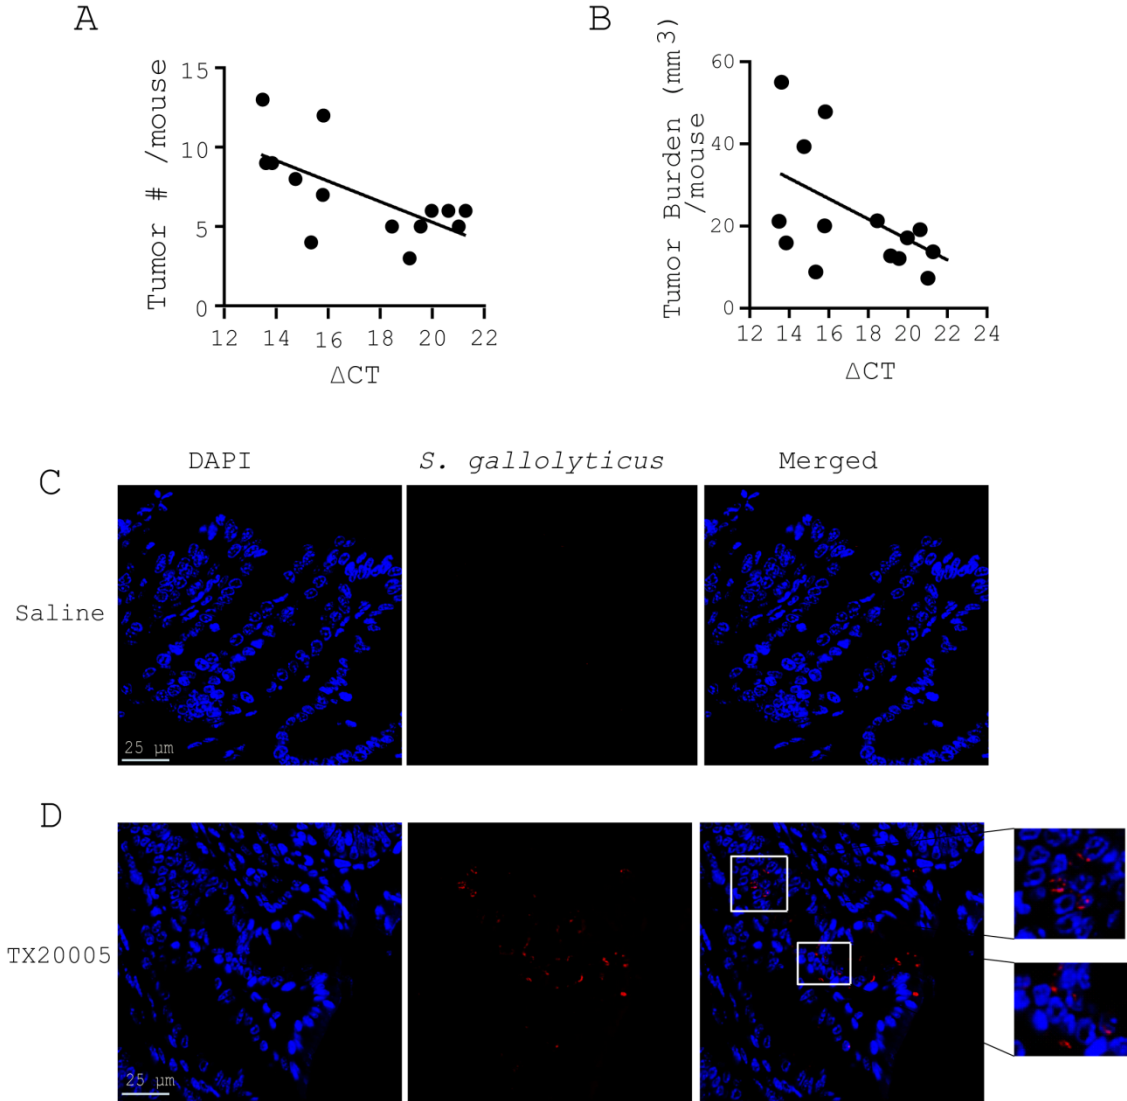 A
Tumor # /mouse
15
10
5
0
12 14 16 18 20 22
ΔCT
B
Tumor Burden (mm3)
/mouse
60
40
20
0
12 14 16 18 20 22 24
ΔCT
C
DAPI S. gallolyticus Merged
Saline
25 µm
D
TX20005
25 µm